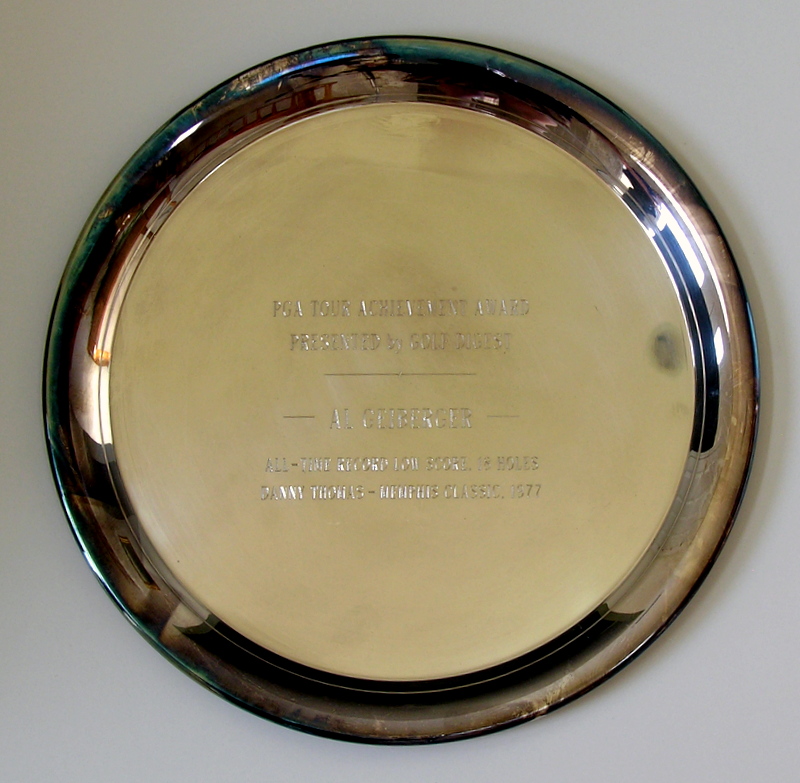 PGA TOUR ACHIEVEMENT AWARD
PRESENTED by GOLF DIGEST
— AL GEIBERGER —
ALL-TIME RECORD LOW SCORE, 18 HOLES
DANNY THOMAS - MEMPHIS CLASSIC, 1977